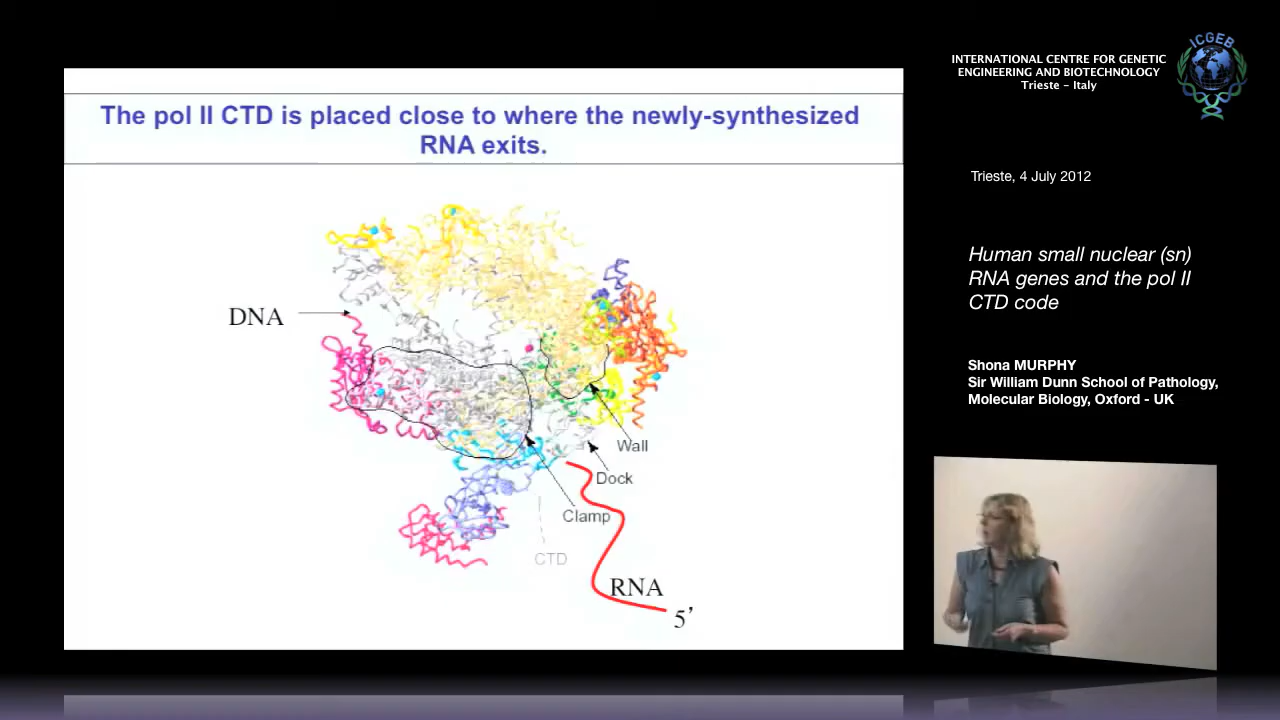 The pol II CTD is placed close to where the newly-synthesized
RNA exits.
DNA
Wall
Dock
Clamp
CTD
RNA
5’
INTERNATIONAL CENTRE FOR GENETIC
ENGINEERING AND BIOTECHNOLOGY
Trieste – Italy
ICGEB
Trieste, 4 July 2012
Human small nuclear (sn)
RNA genes and the pol II
CTD code
Shona MURPHY
Sir William Dunn School of Pathology,
Molecular Biology, Oxford - UK